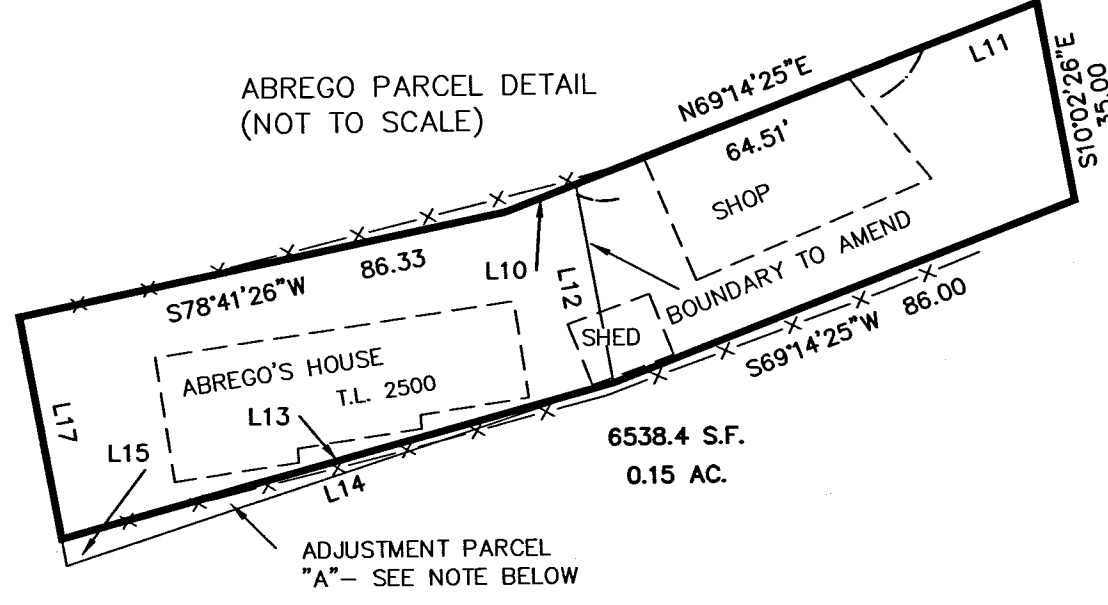 ABREGO PARCEL DETAIL
(NOT TO SCALE)
N69°14'25"E
64.51'
L11
S10°02'26"E
35.00
SHOP
S78°41'26"W
86.33
L10
L12
BOUNDARY TO AMEND
SHED
S69°14'25"W
86.00
ABREGO'S HOUSE
T.L. 2500
L13
L17
L15
L14
6538.4 S.F.
0.15 AC.
ADJUSTMENT PARCEL
"A"- SEE NOTE BELOW